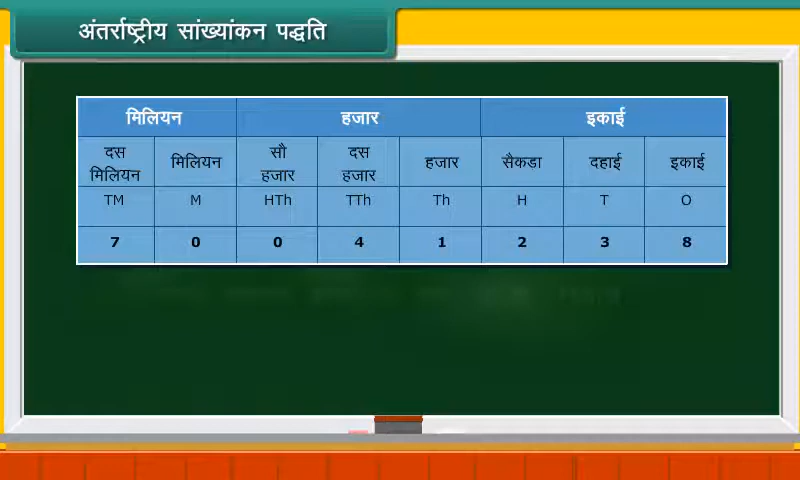 अंतर्राष्ट्रीय सांख्यांकन पद्धति
मिलियन हजार इकाई
दस मिलियन मिलियन सौ हजार दस हजार हजार सैकडा दहाई इकाई
TM M HTh TTh Th H T O
7 0 0 4 1 2 3 8